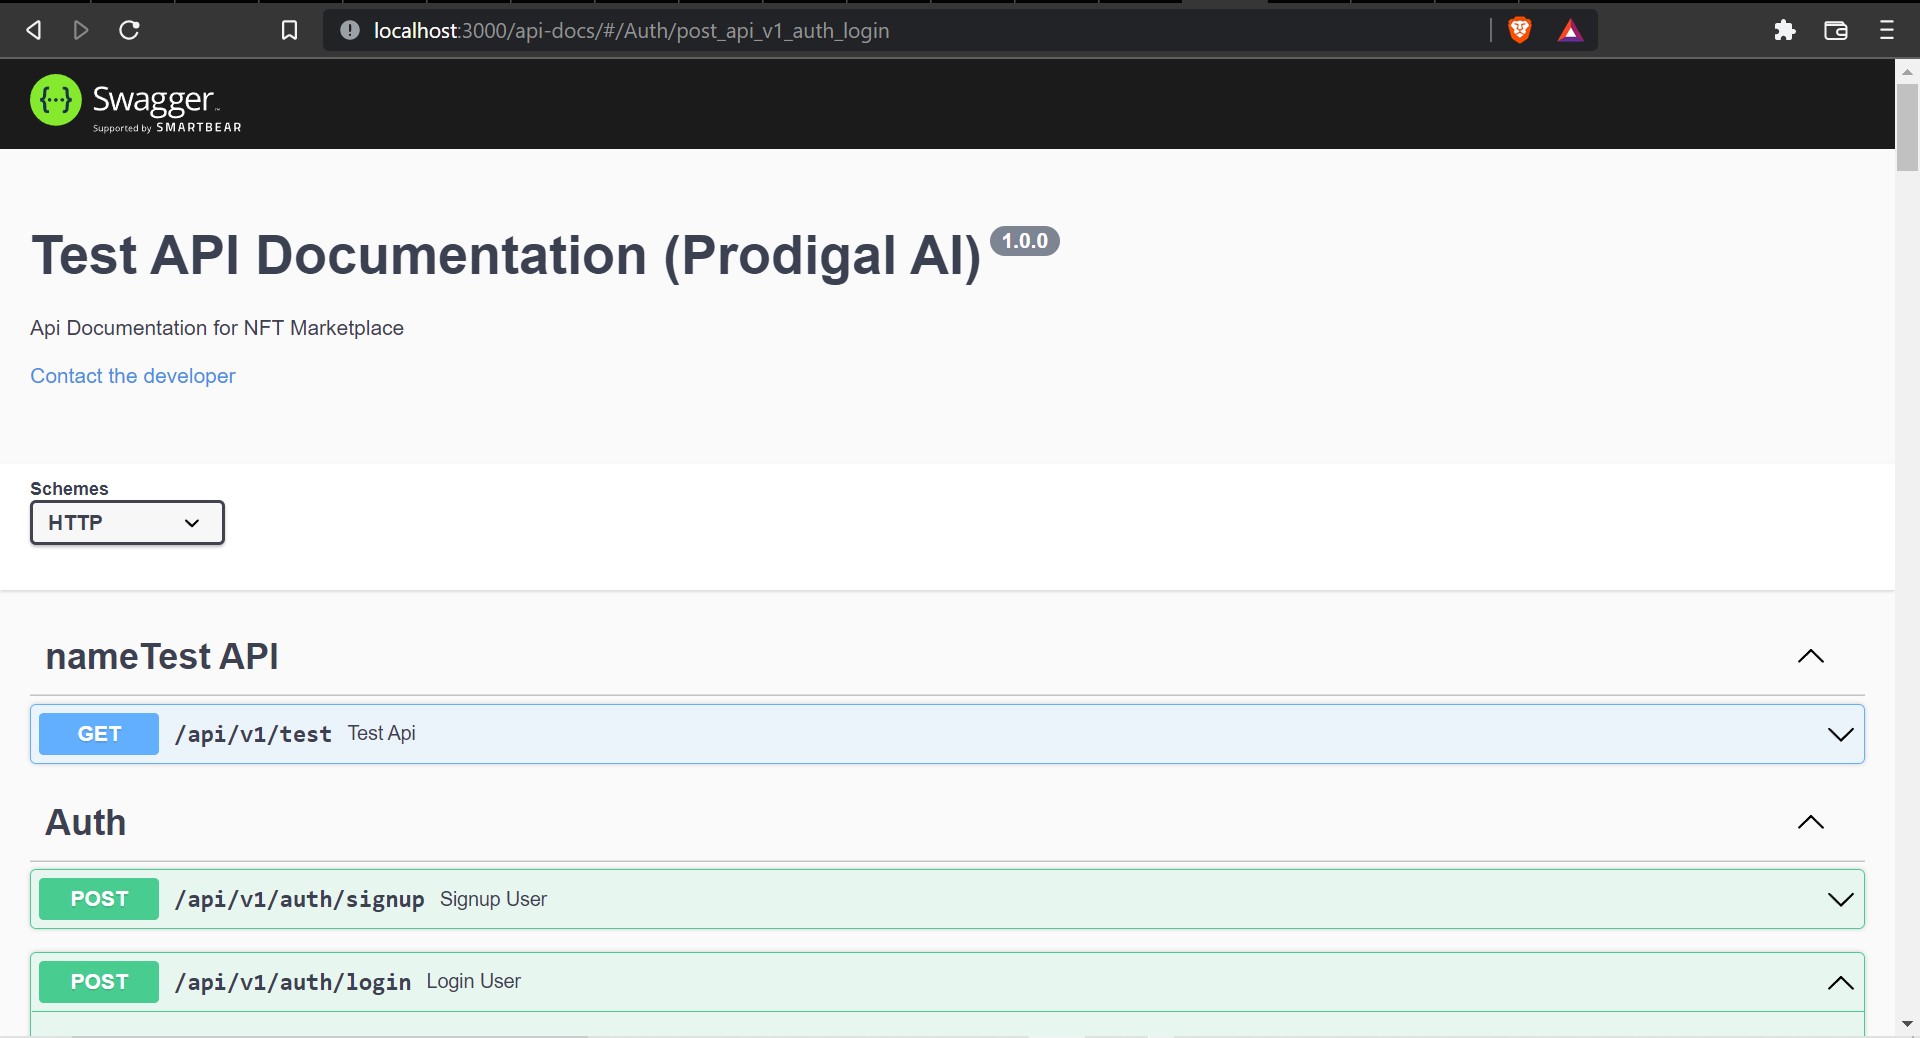 localhost:3000/api-docs/#/Auth/post_api_v1_auth_login
{···} Swagger™
Supported by SMARTBEAR
Test API Documentation (Prodigal AI) 1.0.0
Api Documentation for NFT Marketplace
Contact the developer
Schemes
HTTP
nameTest API
GET /api/v1/test Test Api
Auth
POST /api/v1/auth/signup Signup User
POST /api/v1/auth/login Login User